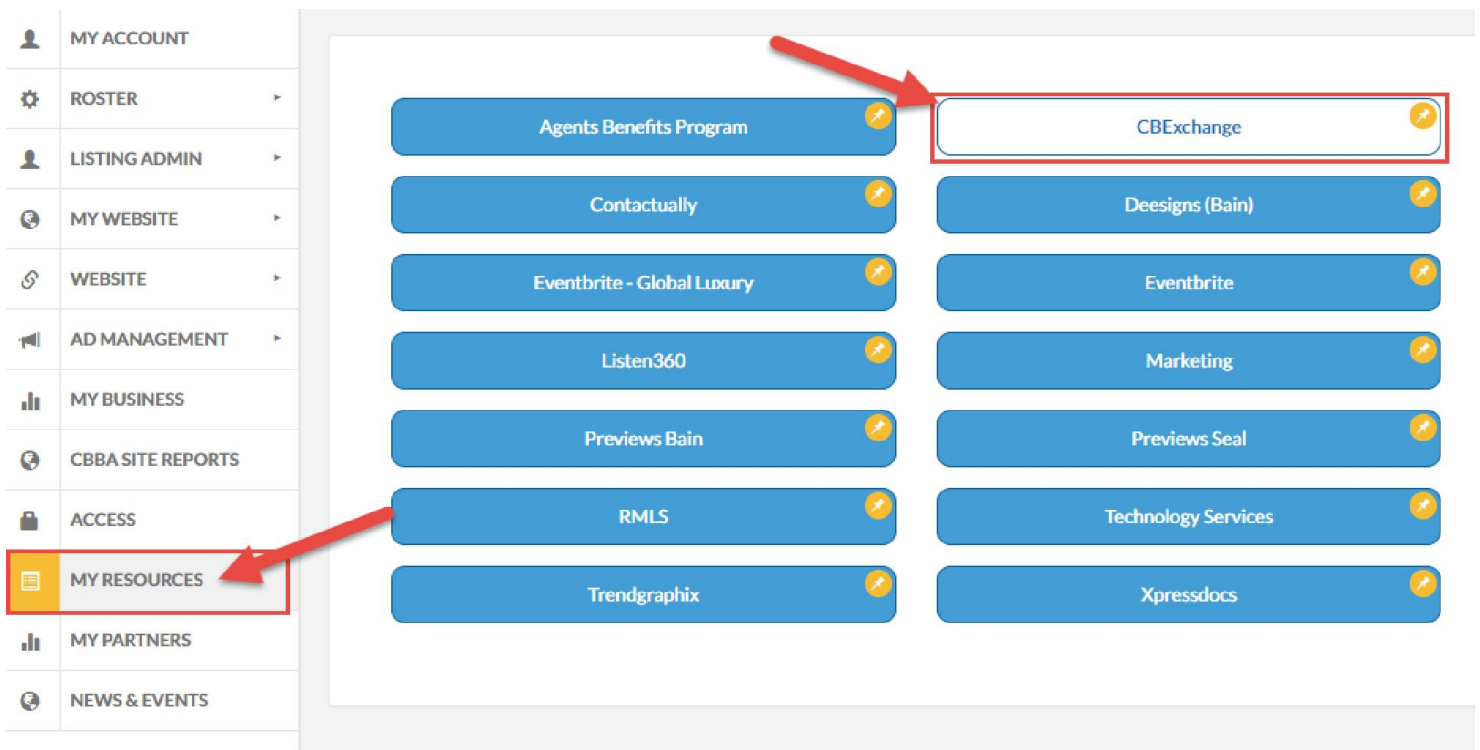 MY ACCOUNT
ROSTER
LISTING ADMIN
MY WEBSITE
WEBSITE
AD MANAGEMENT
MY BUSINESS
CBBA SITE REPORTS
ACCESS
MY RESOURCES
MY PARTNERS
NEWS & EVENTS
Agents Benefits Program
CBExchange
Contactually
Deesigns (Bain)
Eventbrite - Global Luxury
Eventbrite
Listen360
Marketing
Previews Bain
Previews Seal
RMLS
Technology Services
Trendgraphix
Xpressdocs